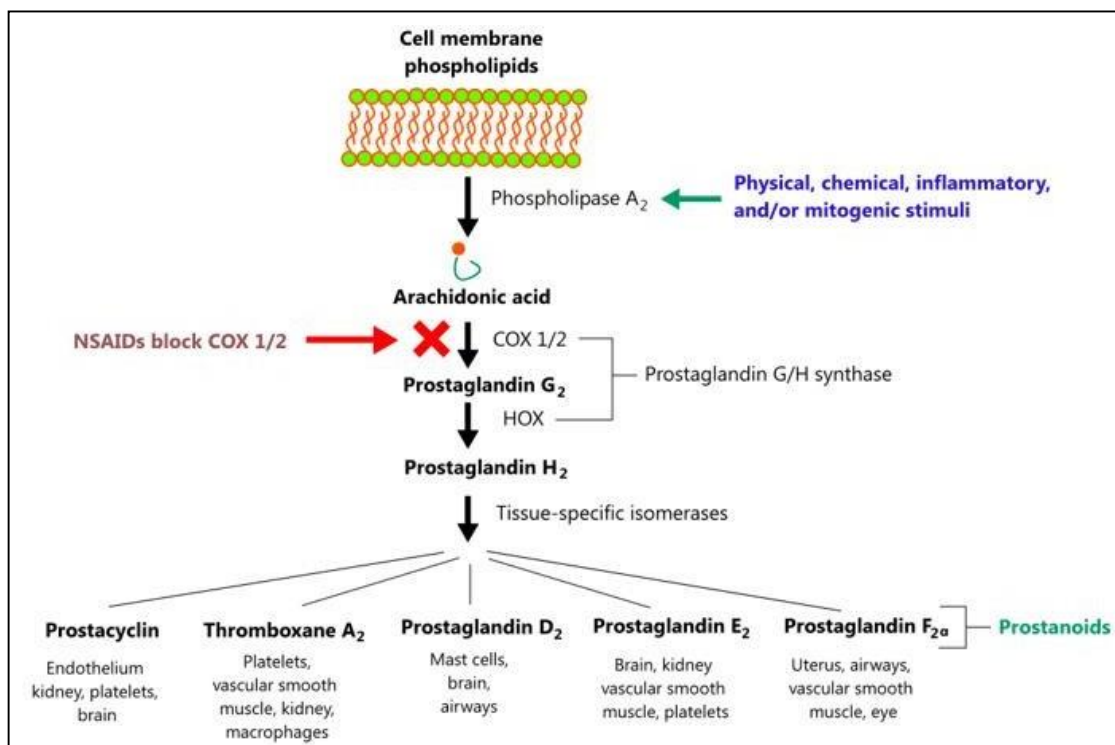 Cell membrane
phospholipids
Phospholipase A2
Physical, chemical, inflammatory,
and/or mitogenic stimuli
Arachidonic acid
NSAIDs block COX 1/2
COX 1/2
Prostaglandin G/H synthase
Prostaglandin G2
HOX
Prostaglandin H2
Tissue-specific isomerases
Prostacyclin
Endothelium
kidney, platelets,
brain
Thromboxane A2
Platelets,
vascular smooth
muscle, kidney,
macrophages
Prostaglandin D2
Mast cells,
brain,
airways
Prostaglandin E2
Brain, kidney
vascular smooth
muscle, platelets
Prostaglandin F2α
Uterus, airways,
vascular smooth
muscle, eye
Prostanoids